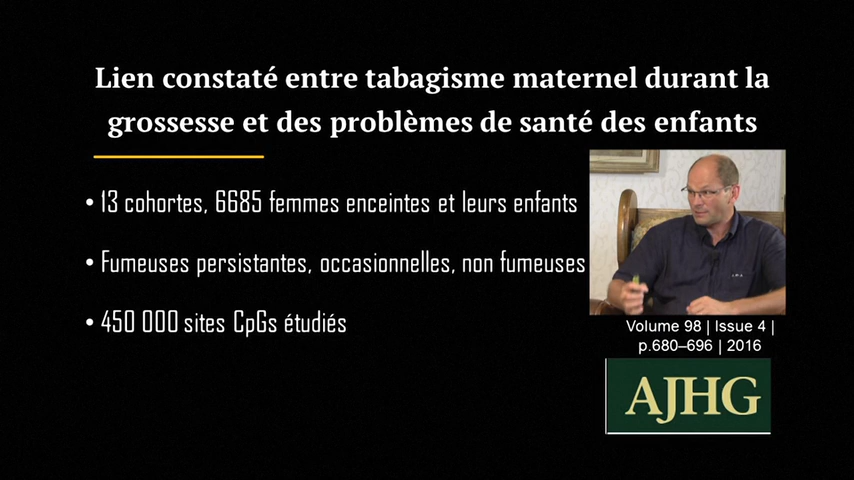 Lien constaté entre tabagisme maternel durant la
grossesse et des problèmes de santé des enfants
• 13 cohortes, 6685 femmes enceintes et leurs enfants
• Fumeuses persistantes, occasionnelles, non fumeuses
• 450 000 sites CpGs étudiés
Volume 98 | Issue 4 |
p.680–696 | 2016
AJHG